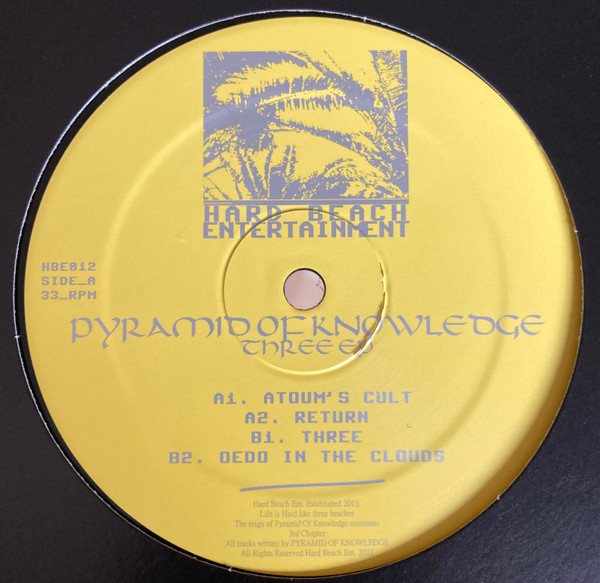 HARD BEACH
ENTERTAINMENT
HBE012
SIDE_A
33_RPM
PYRAMID OF KNOWLEDGE
THREE EP
A1. ATOUM'S CULT
A2. RETURN
B1. THREE
B2. OEDO IN THE CLOUDS
Hard Beach Ent. Established 2015.
Life is Hard like three beaches
The reign of Pyramid Of Knowledge continues
3rd Chapter
All tracks written by PYRAMID OF KNOWLEDGE
All Rights Reserved Hard Beach Ent. 2022